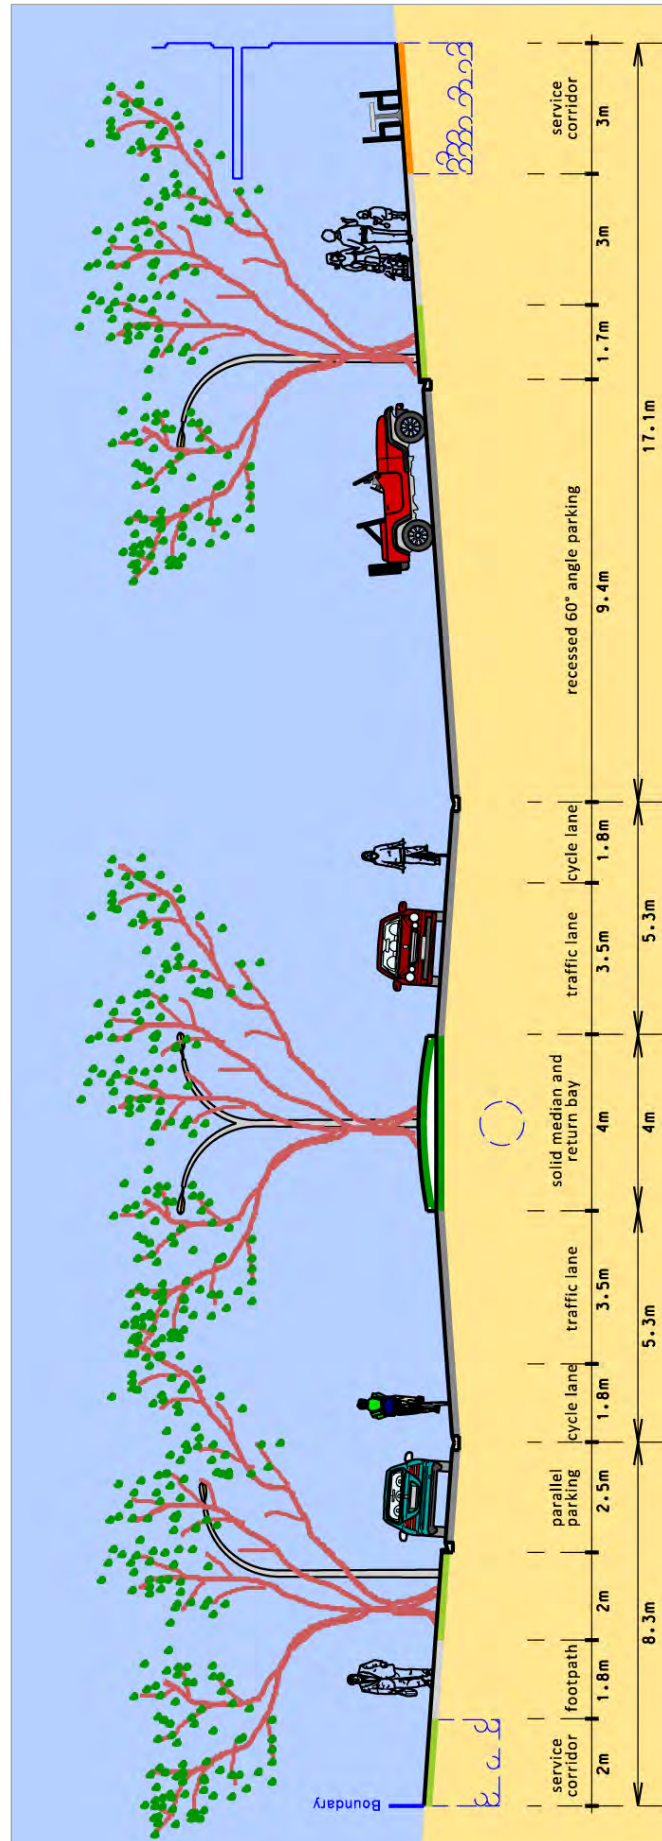 Boundary
service
corridor
footpath
parallel
parking
cycle lane
traffic lane
solid median and
return bay
traffic lane
cycle lane
recessed 60° angle parking
service
corridor
2m
1.8m
2m
2.5m
1.8m
3.5m
4m
3.5m
1.8m
9.4m
1.7m
3m
3m
8.3m
5.3m
4m
5.3m
17.1m